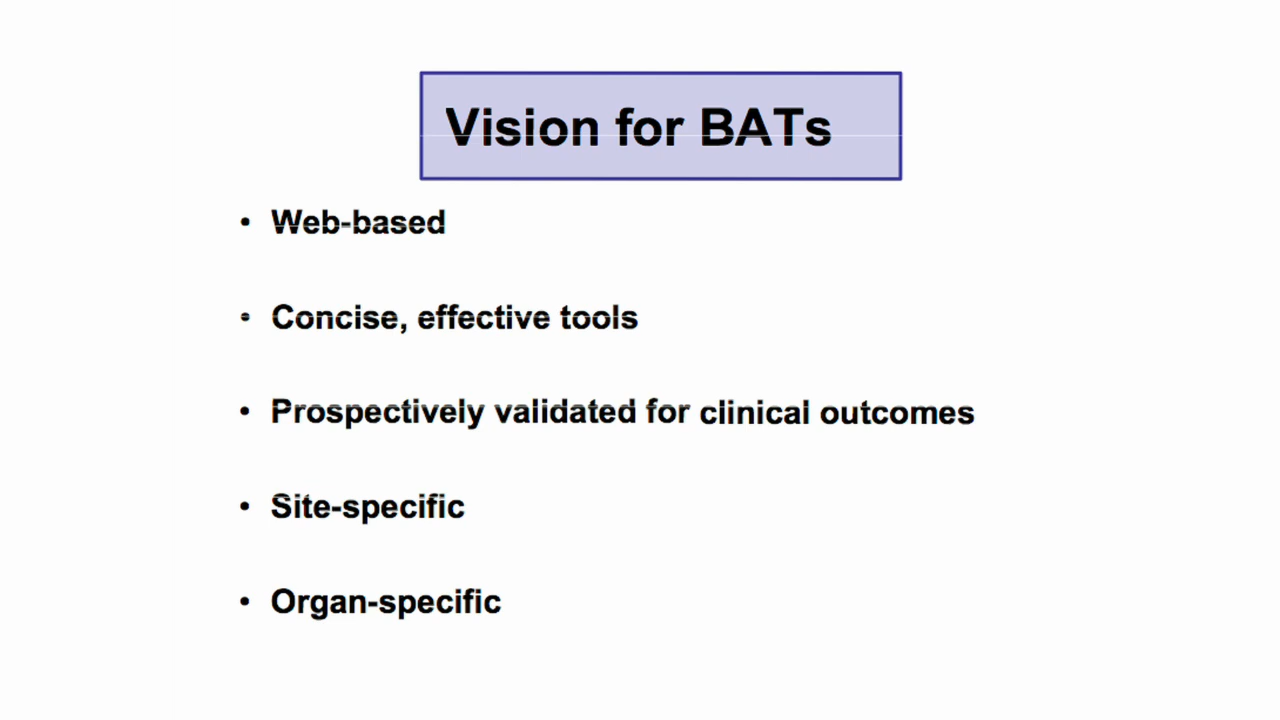 Vision for BATs
• Web-based
• Concise, effective tools
• Prospectively validated for clinical outcomes
• Site-specific
• Organ-specific